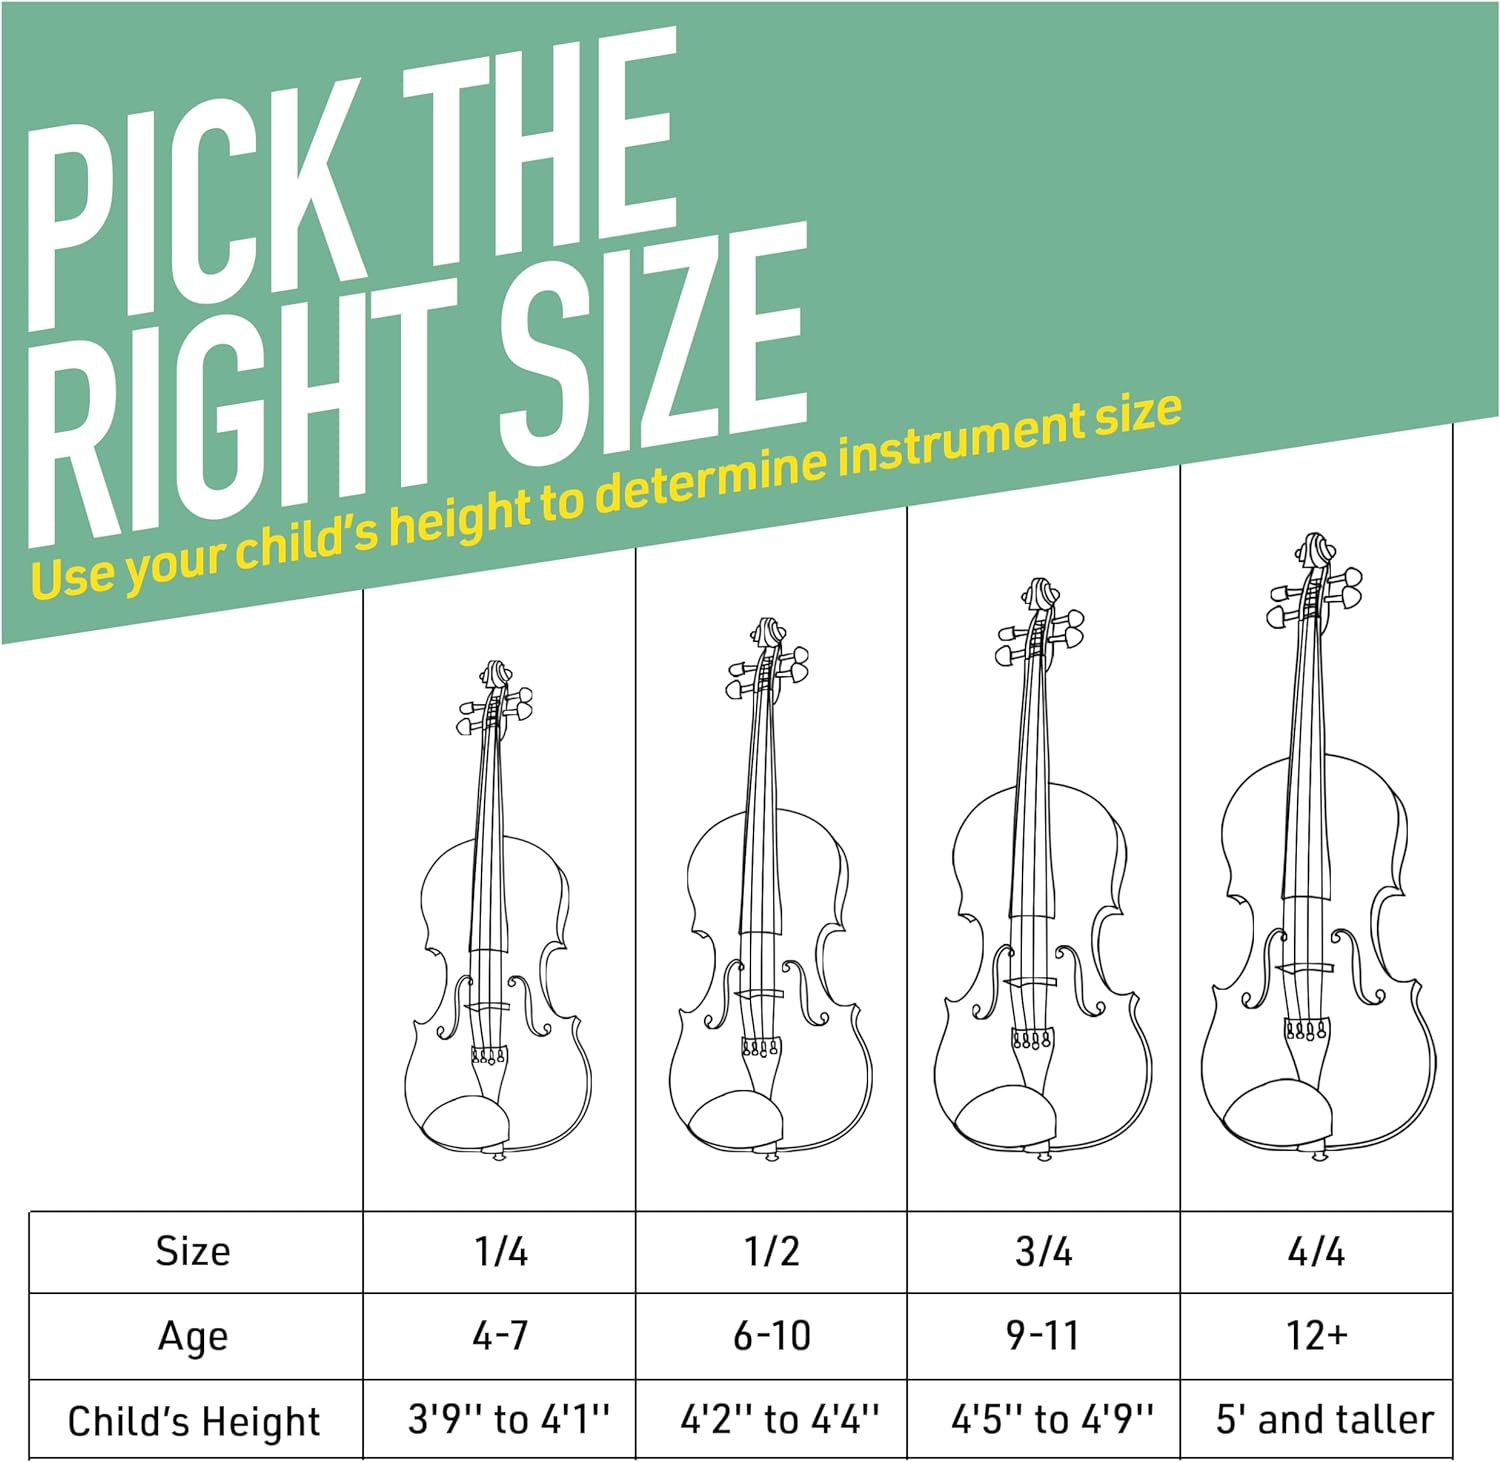 PICK THE
RIGHT SIZE
Use your child’s height to determine instrument size
Size 1/4 1/2 3/4 4/4
Age 4-7 6-10 9-11 12+
Child’s Height 3'9'' to 4'1'' 4'2'' to 4'4'' 4'5'' to 4'9'' 5' and taller